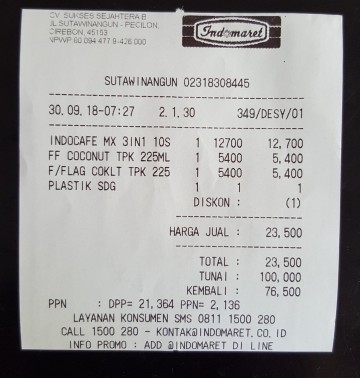 CV. SUKSES SEJAHTERA.B
JL SUTAWINANGUN - PECILON,
CIREBON, 45153
NPWP:60.094.477.8-426.000
Indomaret
SUTAWINANGUN 02318308445
30.09.18-07:27 2.1.30 349/DESY/01
INDOCAFE MX 3IN1 10S 1 12700 12,700
FF COCONUT TPK 225ML 1 5400 5,400
F/FLAG COKLT TPK 225 1 5400 5,400
PLASTIK SDG 1 1 1
DISKON : (1)
HARGA JUAL : 23,500
TOTAL : 23,500
TUNAI : 100,000
KEMBALI : 76,500
PPN : DPP= 21,364 PPN= 2,136
LAYANAN KONSUMEN SMS 0811 1500 280
CALL 1500 280 - KONTAK@INDOMARET.CO.ID
INFO PROMO : ADD @INDOMARET DI LINE